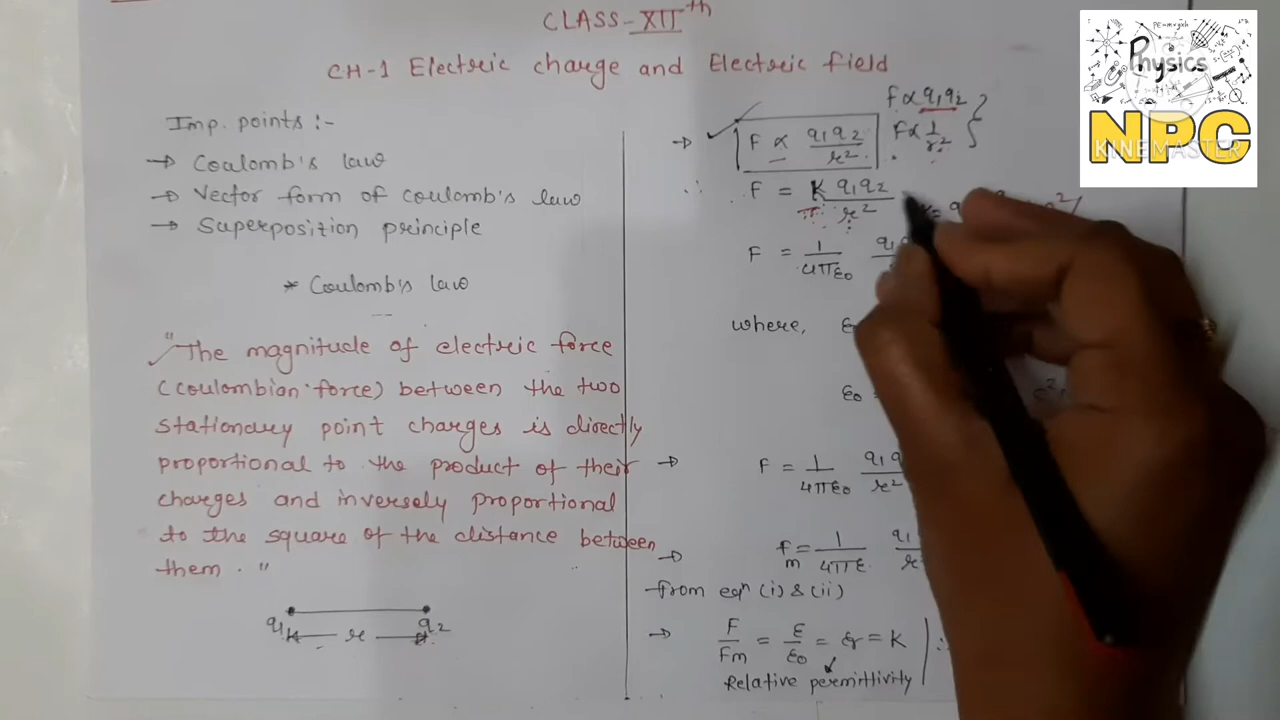 CLASS-XIIth
CH-1 Electric charge and Electric field
Imp. points :-
→ Coalomb's law
→ Vector form of coulomb's law
→ Superposition principle
* Coulomb's law
"The magnitude of electric force
(coulombian force) between the two
stationary point charges is directly
proportional to the product of their
charges and inversely proportional
to the square of the distance between
them."
q1 r q2
F ∝ q1q2
→ F ∝ q1q2/r² F ∝ 1/r²
∴ F = K q1q2/r²
F = 1/4πε0
where,
ε0 =
→ F = 1/4πε0
→ Fm = 1/4πε
from eqn (i) & (ii)
→ F/Fm = ε/ε0 = εr = K
Relative permittivity
Physics
NPC
KINEMASTER